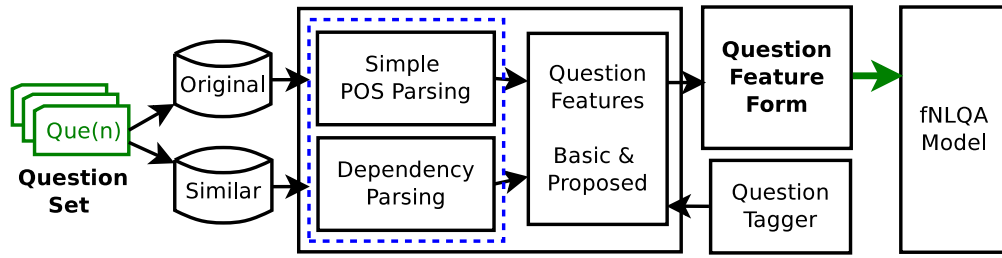 Que(n)
Question
Set
Original
Similar
Simple
POS Parsing
Dependency
Parsing
Question
Features
Basic &
Proposed
Question
Feature
Form
Question
Tagger
fNLQA
Model